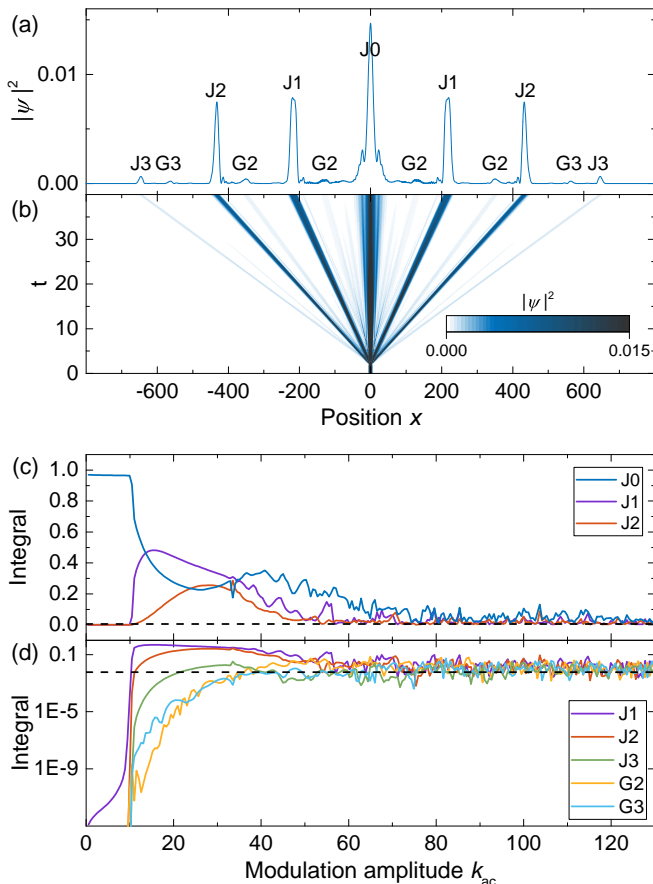 (a)
|ψ|²
0.01
0.00
J3
G3
J2
G2
J1
G2
J0
G2
J1
G2
J2
G3
J3
(b)
t
30
20
10
0
|ψ|²
0.000
0.015
-600
-400
-200
0
200
400
600
Position x
(c)
Integral
1.0
0.8
0.6
0.4
0.2
0.0
J0
J1
J2
(d)
Integral
0.1
1E-5
1E-9
J1
J2
J3
G2
G3
0
20
40
60
80
100
120
Modulation amplitude k_ac